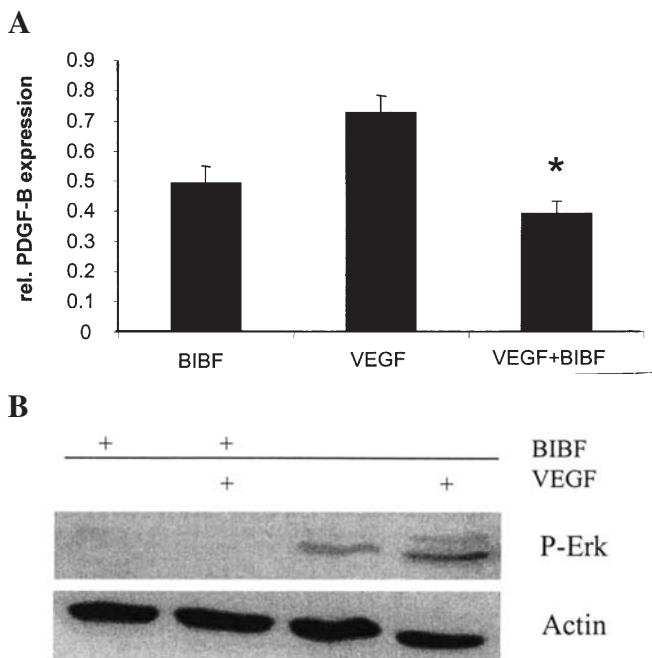 A
rel. PDGF-B expression
0.9
0.8
0.7
0.6
0.5
0.4
0.3
0.2
0.1
0
*
BIBF VEGF VEGF+BIBF
B
+ + BIBF
+ + VEGF
P-Erk
Actin